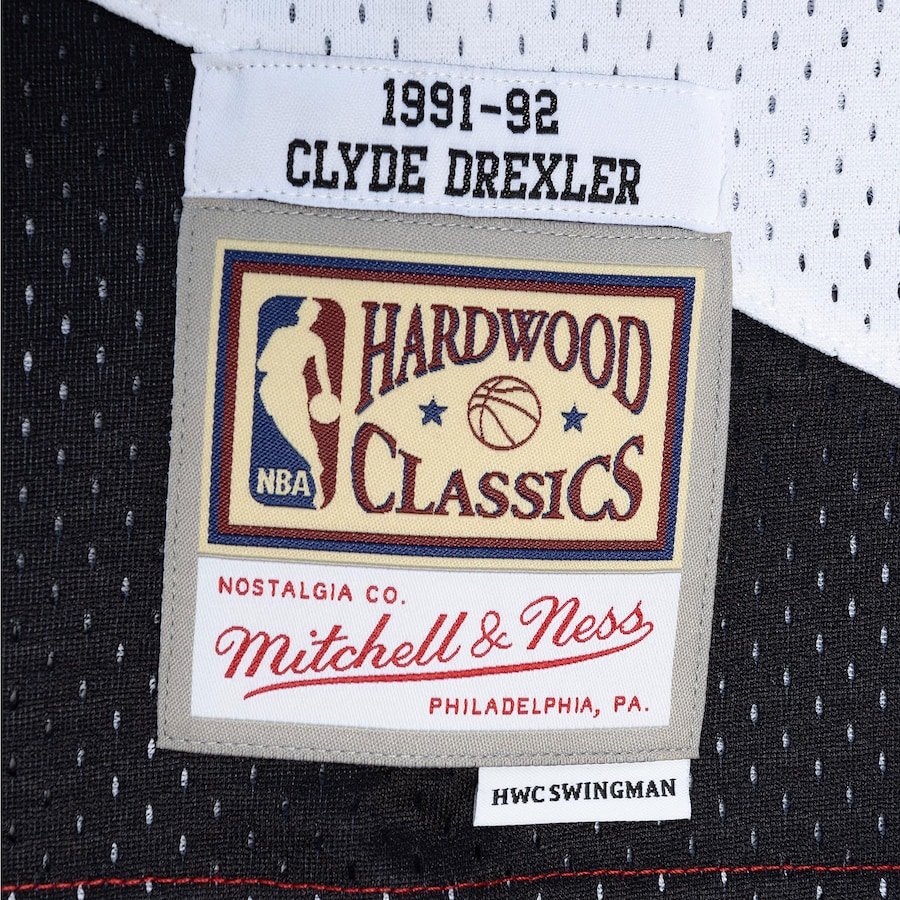 1991-92
CLYDE DREXLER
HARDWOOD
CLASSICS
NBA
NOSTALGIA CO.
Mitchell & Ness
PHILADELPHIA, PA.
HWC SWINGMAN